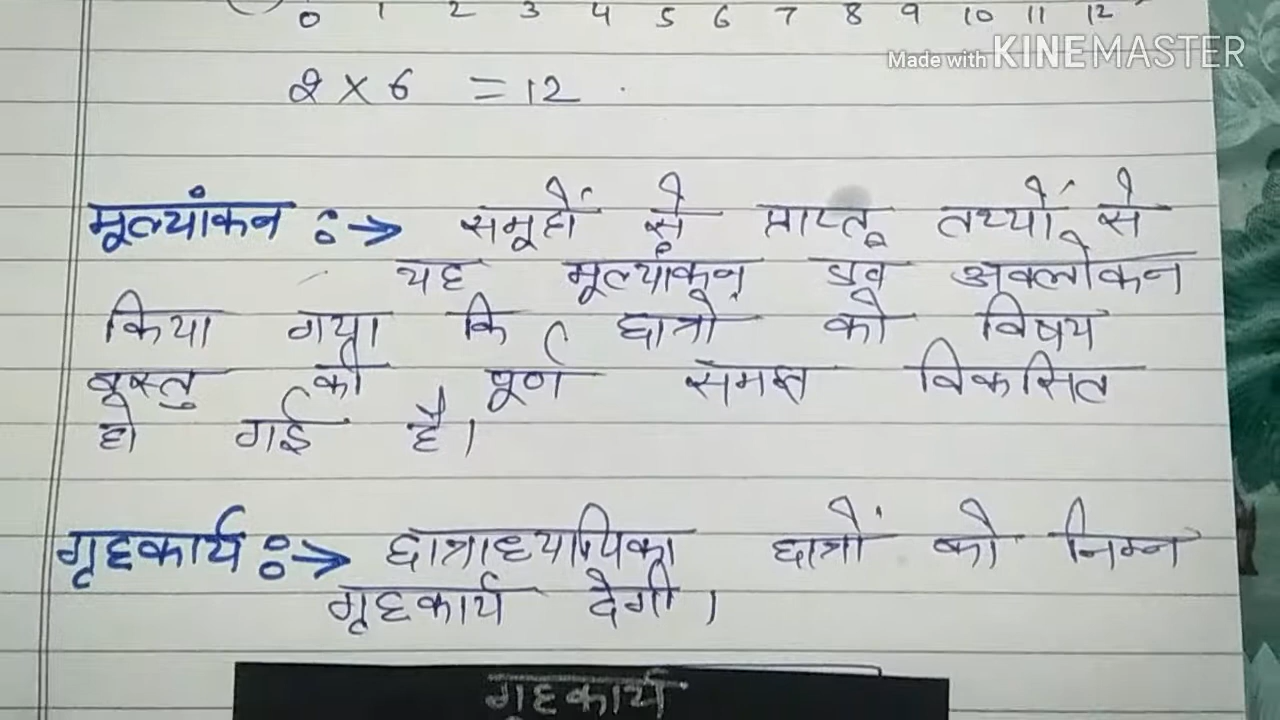 0 1 2 3 4 5 6 7 8 9 10 11 12
Made with KINEMASTER
2 × 6 = 12
मूल्यांकन :→ समूहों से प्राप्त तथ्यों से
यह मूल्यांकन एवं अवलोकन
किया गया कि छात्रों को विषय
वस्तु की पूर्ण समझ विकसित
हो गई है।
गृहकार्य :→ छात्राध्यापिका छात्रों को निम्न
गृहकार्य देगी।
गृहकार्य